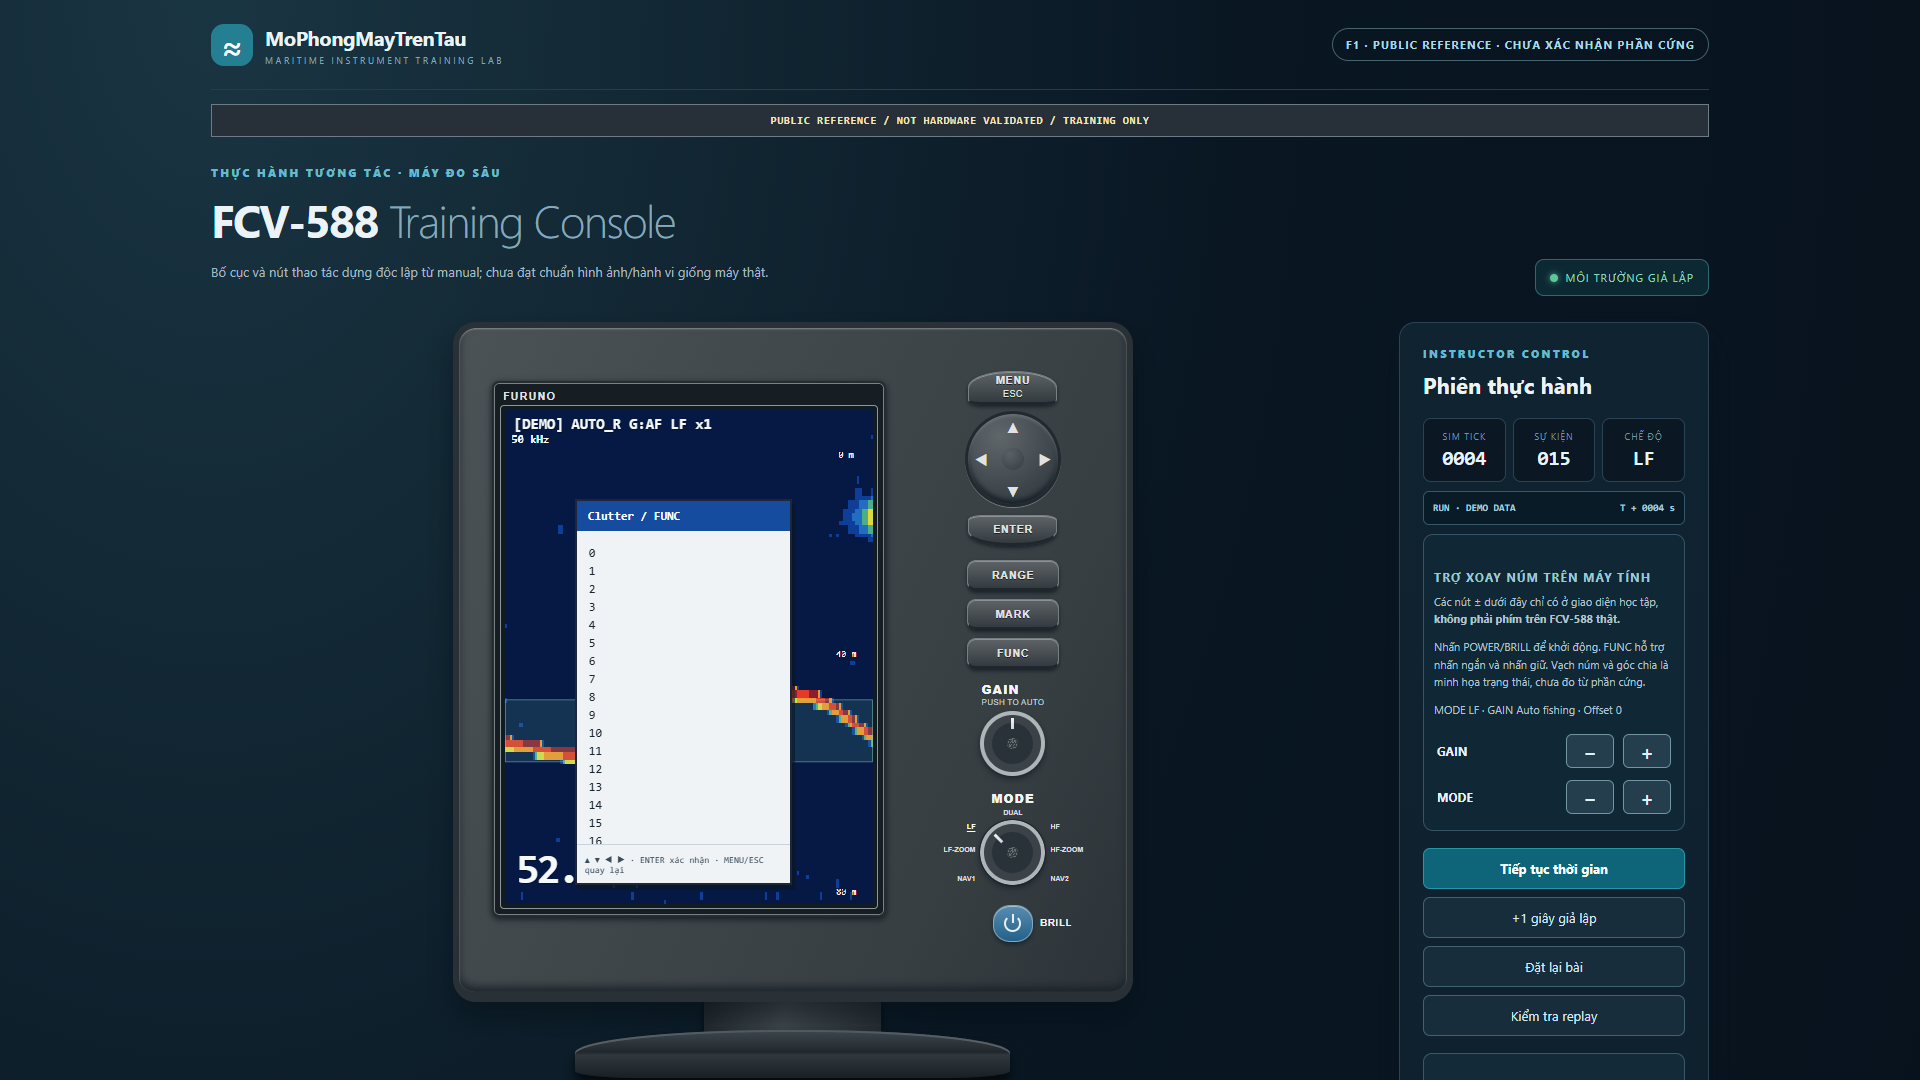 MoPhongMayTrenTau
MARITIME INSTRUMENT TRAINING LAB
F1 · PUBLIC REFERENCE · CHƯA XÁC NHẬN PHẦN CỨNG
PUBLIC REFERENCE / NOT HARDWARE VALIDATED / TRAINING ONLY
THỰC HÀNH TƯƠNG TÁC · MÁY ĐO SÂU
FCV-588 Training Console
Bố cục và nút thao tác dựng độc lập từ manual; chưa đạt chuẩn hình ảnh/hành vi giống máy thật.
MÔI TRƯỜNG GIẢ LẬP
FURUNO
[DEMO] AUTO_R G:AF LF x1
50 kHz
0 m
Clutter / FUNC
0
1
2
3
4
5
6
7
8
9
10
11
12
13
14
15
16
40 m
80 m
52.
▲ ▼ ◀ ▶ · ENTER xác nhận · MENU/ESC
quay lại
MENU
ESC
▲
◀ ▶
▼
ENTER
RANGE
MARK
FUNC
GAIN
PUSH TO AUTO
MODE
DUAL
LF
HF
LF-ZOOM
HF-ZOOM
NAV1
NAV2
BRILL
INSTRUCTOR CONTROL
Phiên thực hành
SIM TICK
0004
SỰ KIỆN
015
CHẾ ĐỘ
LF
RUN · DEMO DATA
T + 0004 s
TRỢ XOAY NÚM TRÊN MÁY TÍNH
Các nút ± dưới đây chỉ có ở giao diện học tập,
không phải phím trên FCV-588 thật.
Nhấn POWER/BRILL để khởi động. FUNC hỗ trợ
nhấn ngắn và nhấn giữ. Vạch núm và góc chia là
minh họa trạng thái, chưa đo từ phần cứng.
MODE LF · GAIN Auto fishing · Offset 0
GAIN − +
MODE − +
Tiếp tục thời gian
+1 giây giả lập
Đặt lại bài
Kiểm tra replay